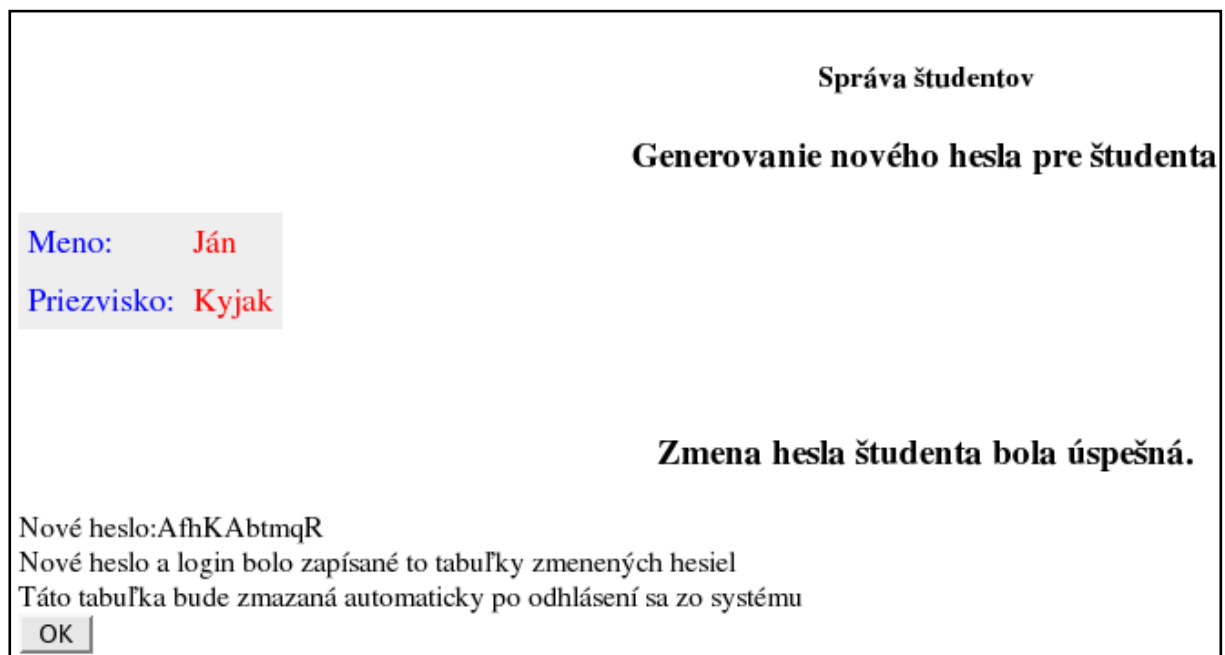 Správa študentov
Generovanie nového hesla pre študenta
Meno: Ján
Priezvisko: Kyjak
Zmena hesla študenta bola úspešná.
Nové heslo:AfhKAbtmqR
Nové heslo a login bolo zapísané to tabuľky zmenených hesiel
Táto tabuľka bude zmazaná automaticky po odhlásení sa zo systému
OK